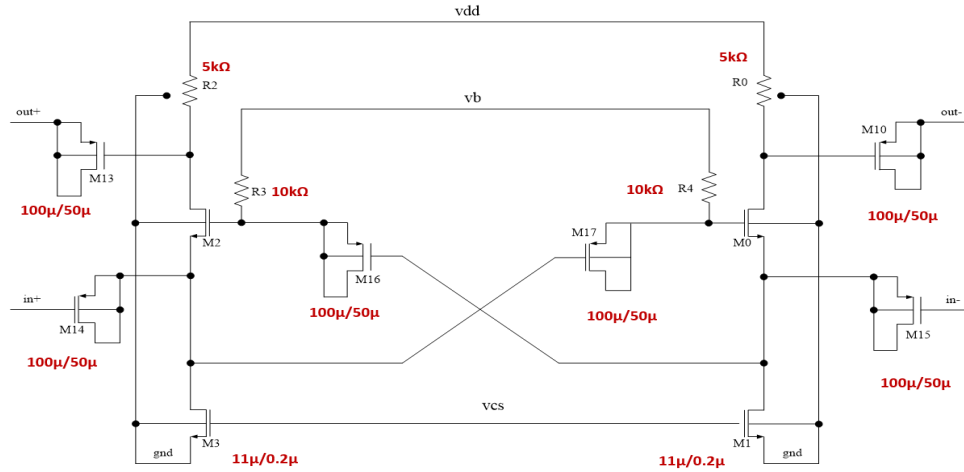 vdd
5kΩ
5kΩ
R2
R0
vb
out+
out-
M10
M13
R3
10kΩ
10kΩ
R4
100μ/50μ
100μ/50μ
M17
M2
M0
M16
in+
in-
M14
M15
100μ/50μ
100μ/50μ
100μ/50μ
100μ/50μ
vcs
M3
M1
gnd
gnd
11μ/0.2μ
11μ/0.2μ